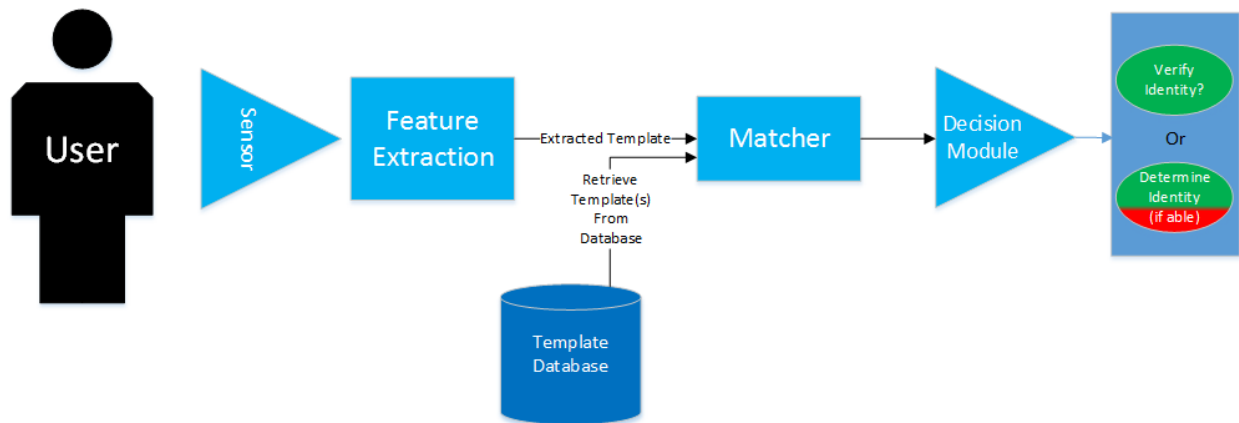 User
Sensor
Feature
Extraction
Extracted Template
Retrieve
Template(s)
From
Database
Template
Database
Matcher
Decision
Module
Verify
Identity?
Or
Determine
Identity
(if able)